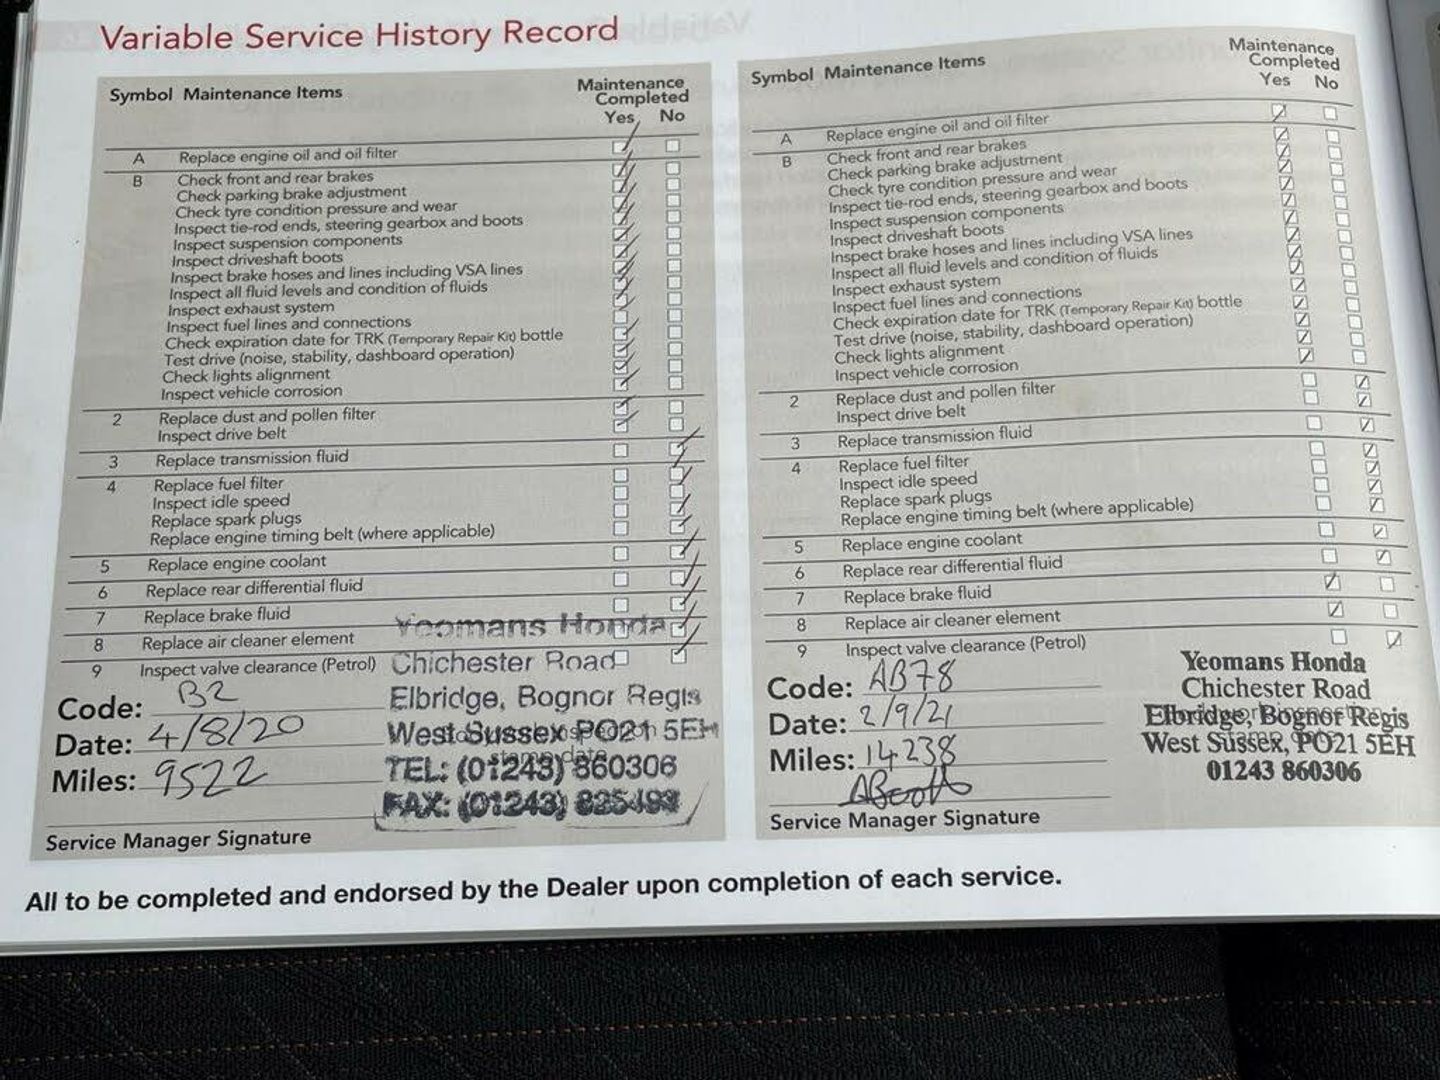 Variable Service History Record
Symbol Maintenance Items
Maintenance
Completed
Yes No
A Replace engine oil and oil filter
B Check front and rear brakes
Check parking brake adjustment
Check tyre condition pressure and wear
Inspect tie-rod ends, steering gearbox and boots
Inspect suspension components
Inspect driveshaft boots
Inspect brake hoses and lines including VSA lines
Inspect all fluid levels and condition of fluids
Inspect exhaust system
Inspect fuel lines and connections
Check expiration date for TRK (Temporary Repair Kit) bottle
Test drive (noise, stability, dashboard operation)
Check lights alignment
Inspect vehicle corrosion
2 Replace dust and pollen filter
Inspect drive belt
3 Replace transmission fluid
4 Replace fuel filter
Inspect idle speed
Replace spark plugs
Replace engine timing belt (where applicable)
5 Replace engine coolant
6 Replace rear differential fluid
7 Replace brake fluid
8 Replace air cleaner element
9 Inspect valve clearance (Petrol)
Code: B2
Date: 4/8/20
Miles: 9522
Service Manager Signature
Yeomans Honda
Chichester Road
Elbridge, Bognor Regis
West Sussex PO21 5EH
TEL: (01243) 860306
FAX: (01243)
Symbol Maintenance Items
Maintenance
Completed
Yes No
A Replace engine oil and oil filter
B Check front and rear brakes
Check parking brake adjustment
Check tyre condition pressure and wear
Inspect tie-rod ends, steering gearbox and boots
Inspect suspension components
Inspect driveshaft boots
Inspect brake hoses and lines including VSA lines
Inspect all fluid levels and condition of fluids
Inspect exhaust system
Inspect fuel lines and connections
Check expiration date for TRK (Temporary Repair Kit) bottle
Test drive (noise, stability, dashboard operation)
Check lights alignment
Inspect vehicle corrosion
2 Replace dust and pollen filter
Inspect drive belt
3 Replace transmission fluid
4 Replace fuel filter
Inspect idle speed
Replace spark plugs
Replace engine timing belt (where applicable)
5 Replace engine coolant
6 Replace rear differential fluid
7 Replace brake fluid
8 Replace air cleaner element
9 Inspect valve clearance (Petrol)
Code: AB78
Date: 2/9/21
Miles: 14238
ABooth
Service Manager Signature
Yeomans Honda
Chichester Road
Elbridge, Bognor Regis
West Sussex, PO21 5EH
01243 860306
All to be completed and endorsed by the Dealer upon completion of each service.